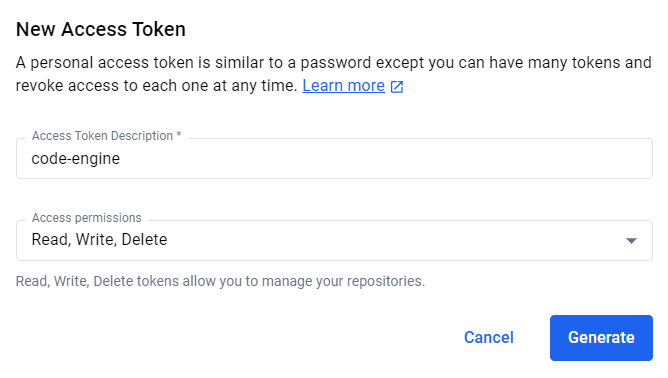 New Access Token
A personal access token is similar to a password except you can have many tokens and
revoke access to each one at any time. Learn more
Access Token Description *
code-engine
Access permissions
Read, Write, Delete
Read, Write, Delete tokens allow you to manage your repositories.
Cancel Generate